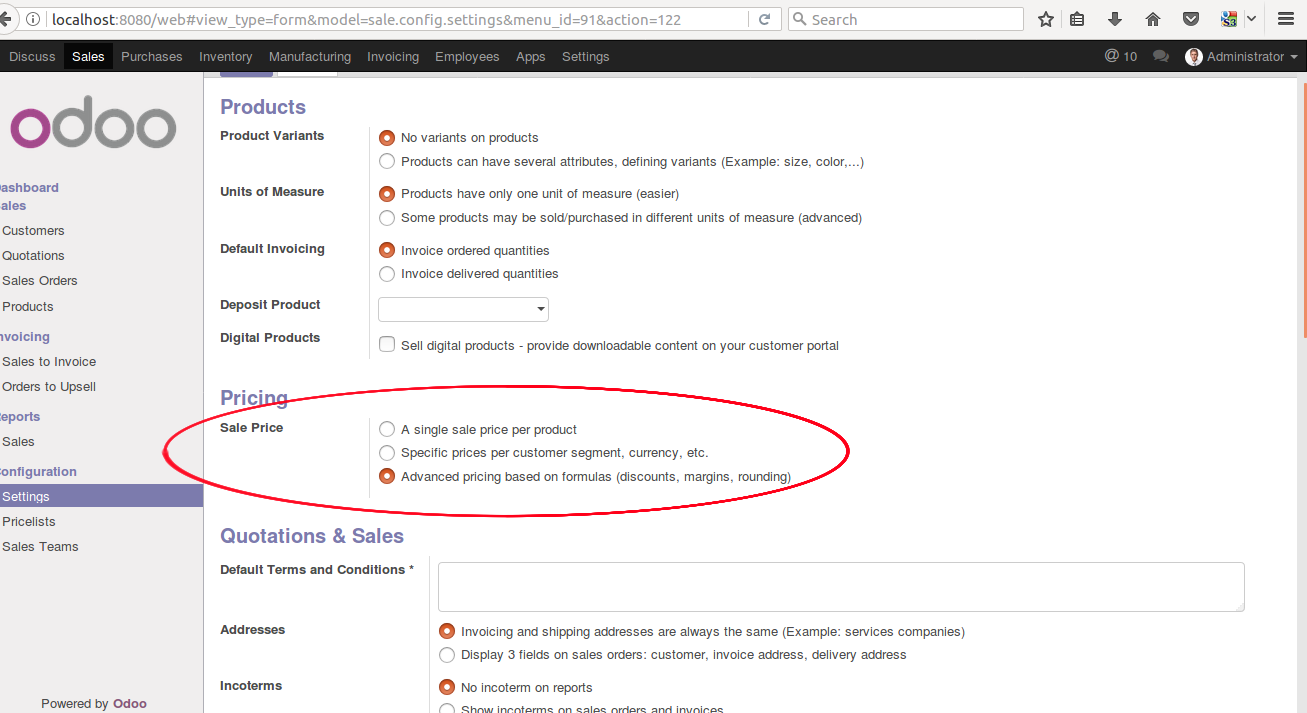 localhost:8080/web#view_type=form&model=sale.config.settings&menu_id=91&action=122
Search
Discuss Sales Purchases Inventory Manufacturing Invoicing Employees Apps Settings
@ 10 Administrator
odoo
ashboard
ales
Customers
Quotations
Sales Orders
Products
nvoicing
Sales to Invoice
Orders to Upsell
eports
Sales
onfiguration
Settings
Pricelists
Sales Teams
Powered by Odoo
Products
Product Variants
No variants on products
Products can have several attributes, defining variants (Example: size, color,...)
Units of Measure
Products have only one unit of measure (easier)
Some products may be sold/purchased in different units of measure (advanced)
Default Invoicing
Invoice ordered quantities
Invoice delivered quantities
Deposit Product
Digital Products
Sell digital products - provide downloadable content on your customer portal
Pricing
Sale Price
A single sale price per product
Specific prices per customer segment, currency, etc.
Advanced pricing based on formulas (discounts, margins, rounding)
Quotations & Sales
Default Terms and Conditions *
Addresses
Invoicing and shipping addresses are always the same (Example: services companies)
Display 3 fields on sales orders: customer, invoice address, delivery address
Incoterms
No incoterm on reports
Show incoterms on sales orders and invoices